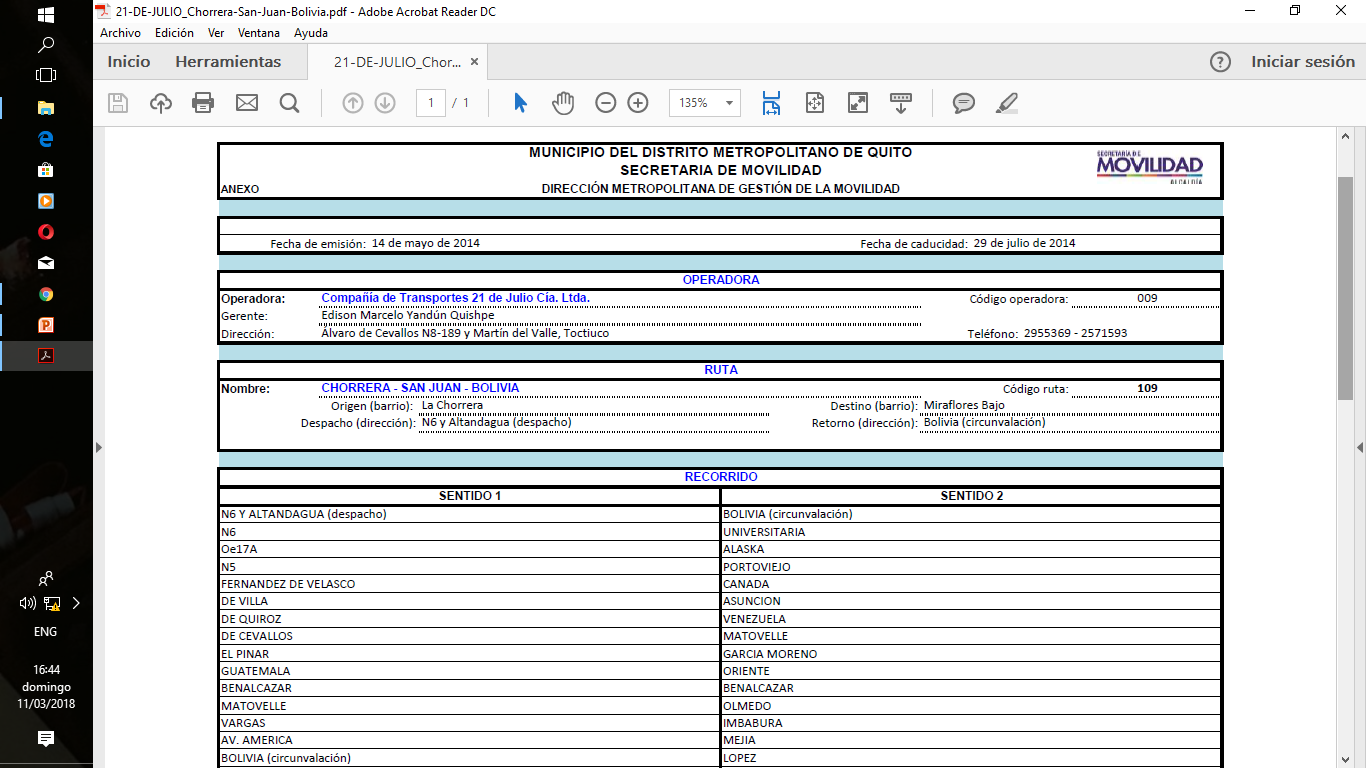 21-DE-JULIO_Chorrera-San-Juan-Bolivia.pdf - Adobe Acrobat Reader DC
Archivo Edición Ver Ventana Ayuda
Inicio Herramientas 21-DE-JULIO_Chor... × ? Iniciar sesión
1 / 1 135%
MUNICIPIO DEL DISTRITO METROPOLITANO DE QUITO
SECRETARIA DE MOVILIDAD
ANEXO DIRECCIÓN METROPOLITANA DE GESTIÓN DE LA MOVILIDAD
SECRETARÍA DE
MOVILIDAD
ALCALDÍA
Fecha de emisión: 14 de mayo de 2014 Fecha de caducidad: 29 de julio de 2014
OPERADORA
Operadora: Compañía de Transportes 21 de Julio Cía. Ltda. Código operadora: 009
Gerente: Edison Marcelo Yandún Quishpe
Dirección: Álvaro de Cevallos N8-189 y Martín del Valle, Toctiuco Teléfono: 2955369 - 2571593
RUTA
Nombre: CHORRERA - SAN JUAN - BOLIVIA Código ruta: 109
Origen (barrio): La Chorrera Destino (barrio): Miraflores Bajo
Despacho (dirección): N6 y Altandagua (despacho) Retorno (dirección): Bolivia (circunvalación)
RECORRIDO
SENTIDO 1 SENTIDO 2
N6 Y ALTANDAGUA (despacho) BOLIVIA (circunvalación)
N6 UNIVERSITARIA
Oe17A ALASKA
N5 PORTOVIEJO
FERNANDEZ DE VELASCO CANADA
DE VILLA ASUNCION
DE QUIROZ VENEZUELA
DE CEVALLOS MATOVELLE
EL PINAR GARCIA MORENO
GUATEMALA ORIENTE
BENALCAZAR BENALCAZAR
MATOVELLE OLMEDO
VARGAS IMBABURA
AV. AMERICA MEJIA
BOLIVIA (circunvalación) LOPEZ
ENG
16:44
domingo
11/03/2018